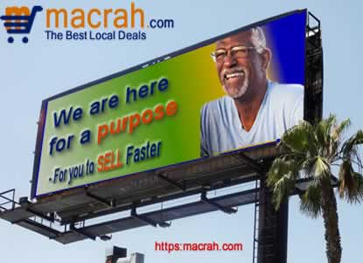 macrah.com
The Best Local Deals
We are here
for a purpose
- For you to SELL Faster
https:macrah.com